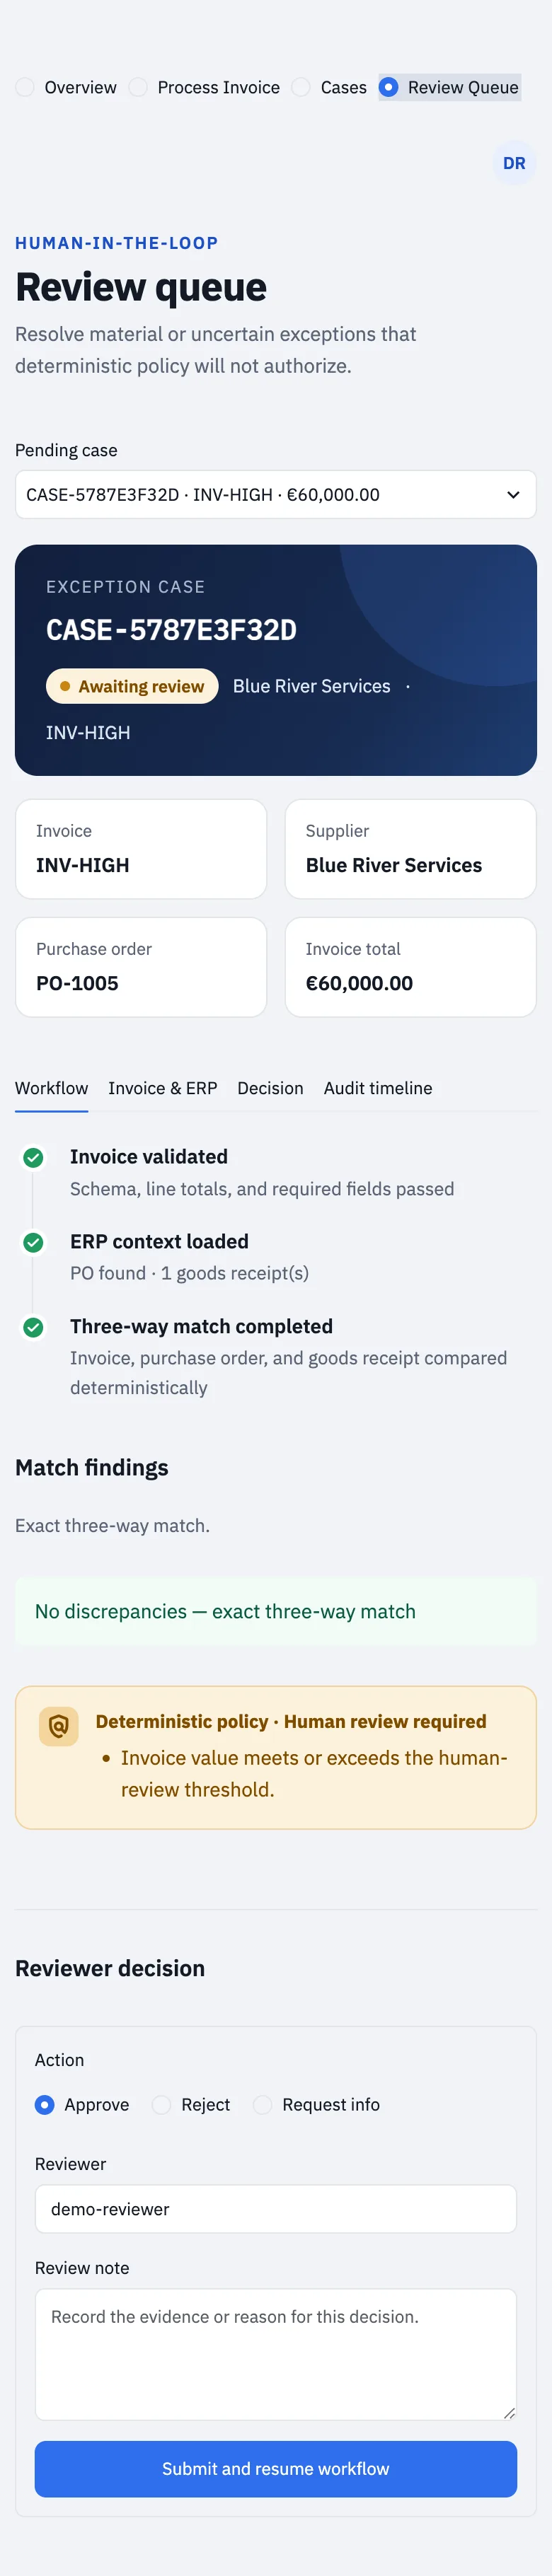 Overview Process Invoice Cases Review Queue
DR
HUMAN-IN-THE-LOOP
Review queue
Resolve material or uncertain exceptions that
deterministic policy will not authorize.
Pending case
CASE-5787E3F32D · INV-HIGH · €60,000.00
EXCEPTION CASE
CASE-5787E3F32D
Awaiting review Blue River Services ·
INV-HIGH
Invoice
INV-HIGH
Supplier
Blue River Services
Purchase order
PO-1005
Invoice total
€60,000.00
Workflow Invoice & ERP Decision Audit timeline
Invoice validated
Schema, line totals, and required fields passed
ERP context loaded
PO found · 1 goods receipt(s)
Three-way match completed
Invoice, purchase order, and goods receipt compared
deterministically
Match findings
Exact three-way match.
No discrepancies — exact three-way match
Deterministic policy · Human review required
• Invoice value meets or exceeds the human-
review threshold.
Reviewer decision
Action
Approve Reject Request info
Reviewer
demo-reviewer
Review note
Record the evidence or reason for this decision.
Submit and resume workflow